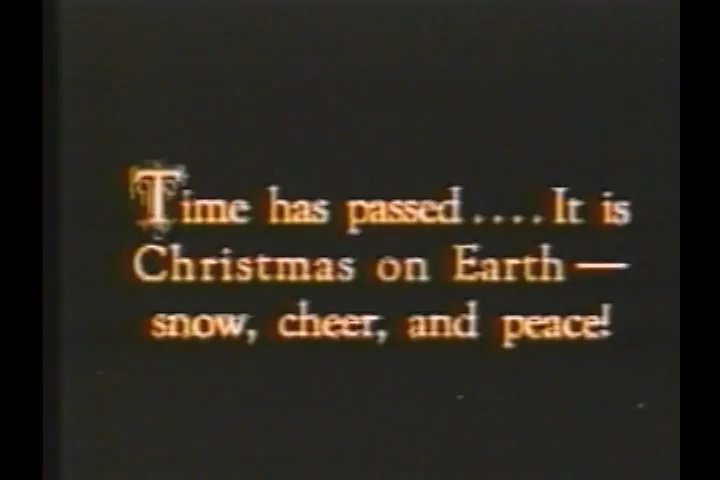 Time has passed.... It is
Christmas on Earth —
snow, cheer, and peace!